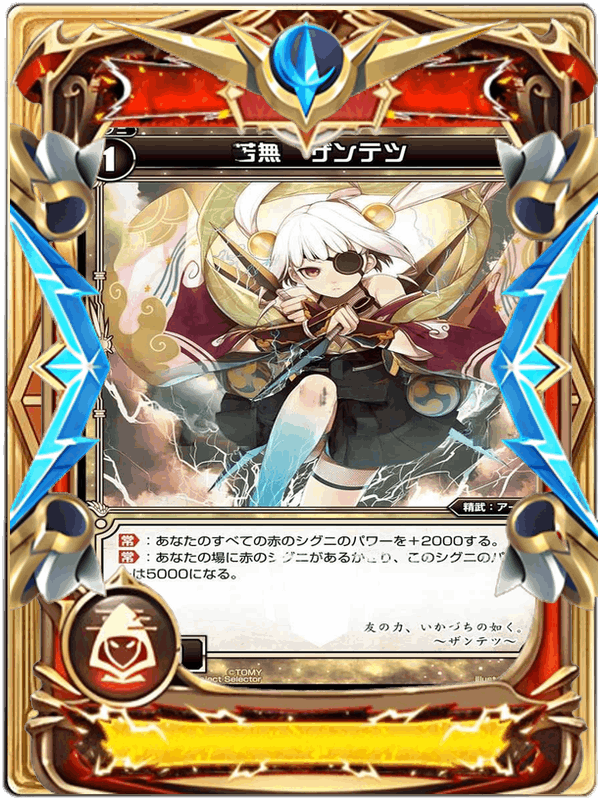 1
無 ザンテツ
精武：アー
常：あなたのすべての赤のシグニのパワーを＋2000する。
常：あなたの場に赤のシグニがあるかぎり、このシグニのパ
は5000になる。
友の力、いかづちの如く。
～ザンテツ～
©TOMY
lect Selector
Illust